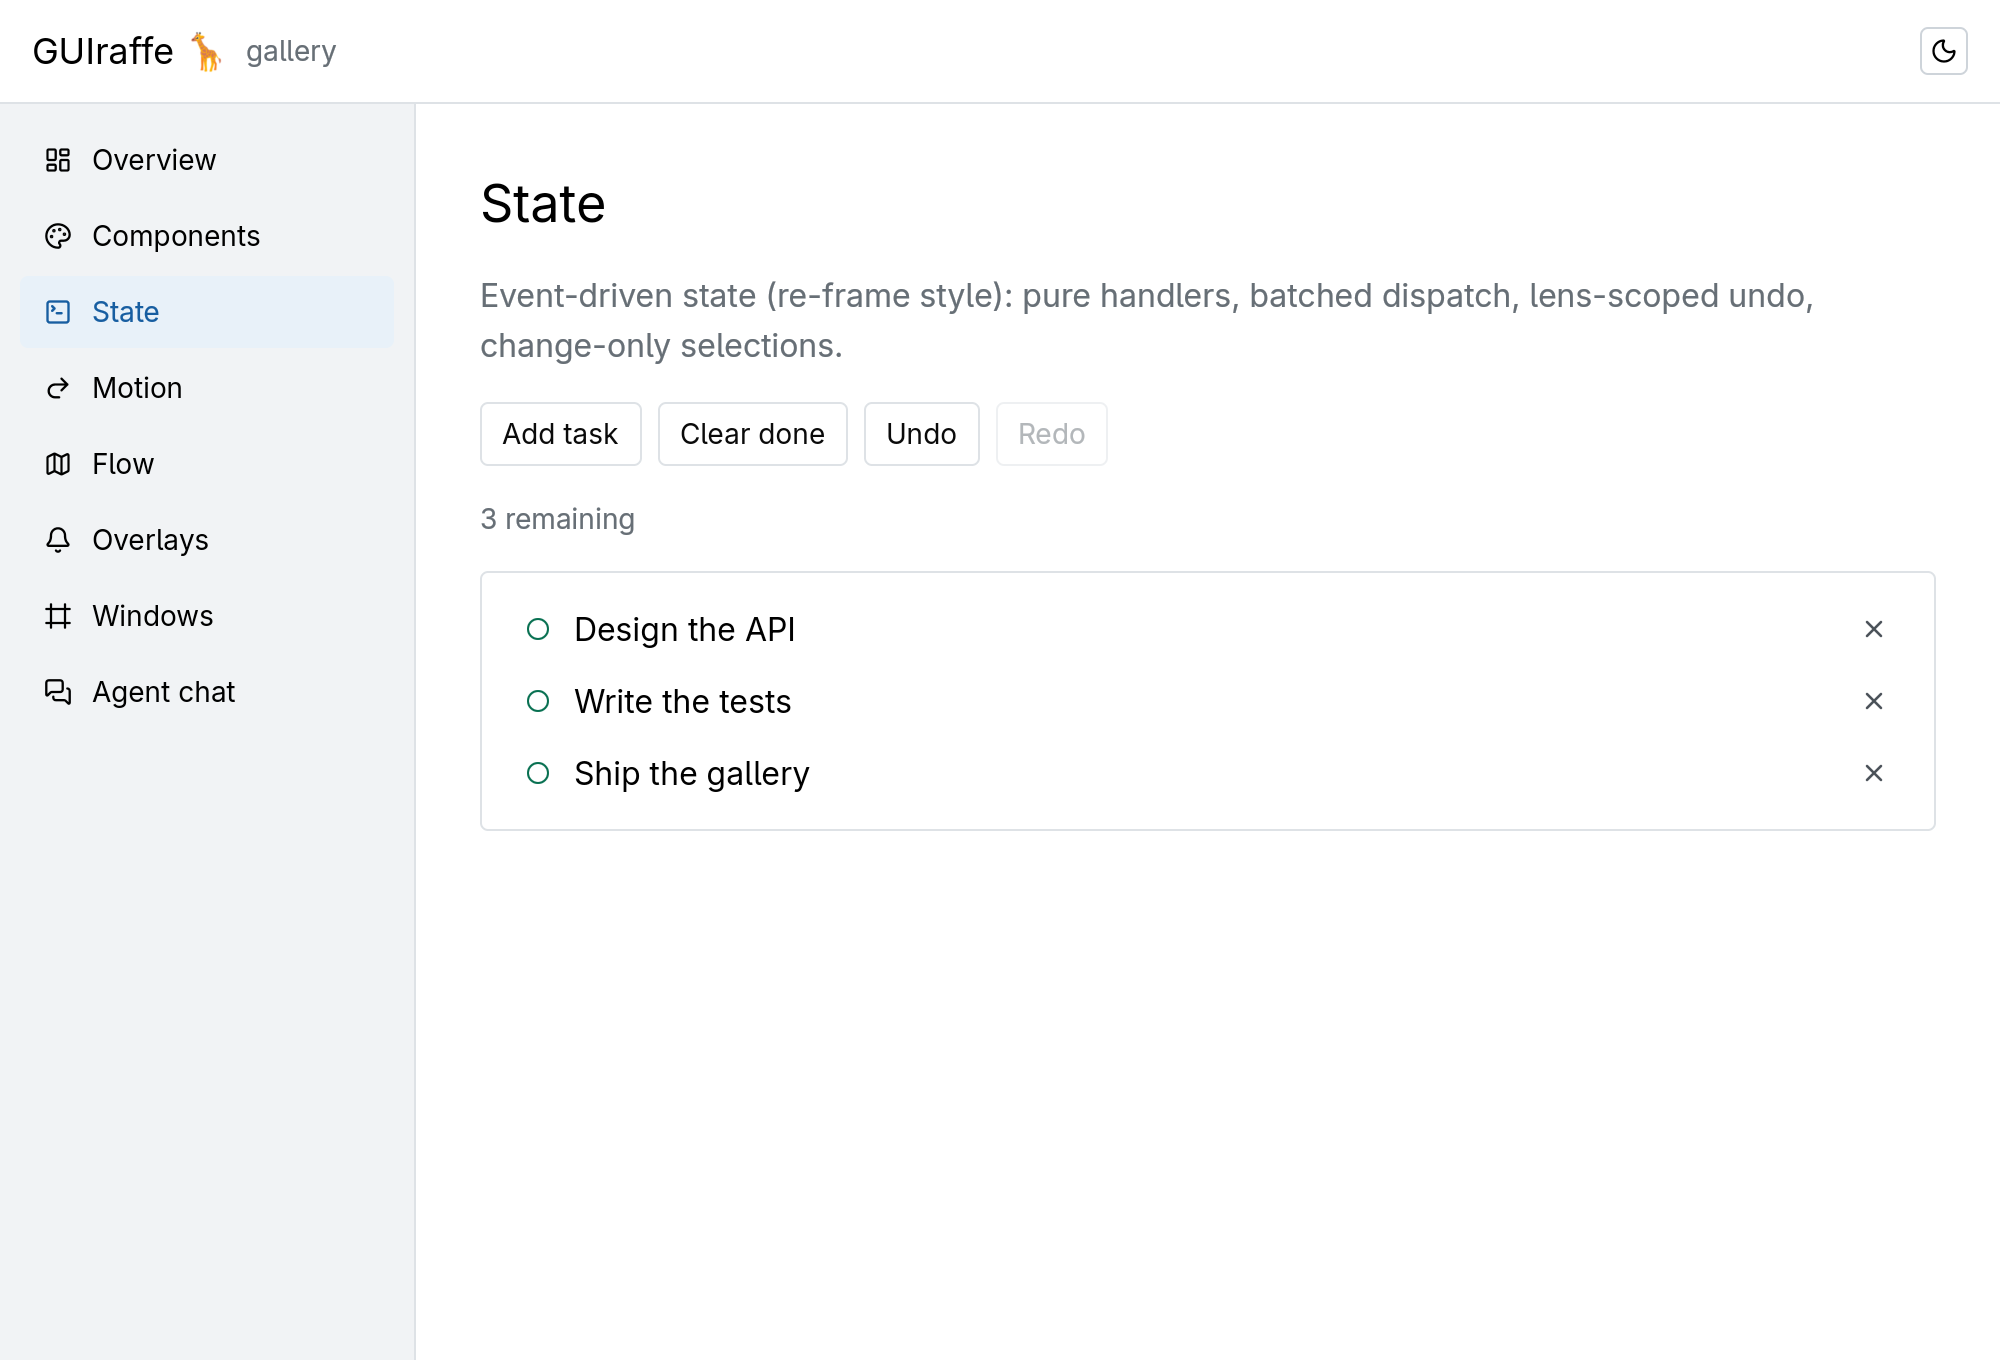 GUIraffe 🦒 gallery
Overview
Components
State
Motion
Flow
Overlays
Windows
Agent chat
State
Event-driven state (re-frame style): pure handlers, batched dispatch, lens-scoped undo,
change-only selections.
Add task Clear done Undo Redo
3 remaining
Design the API
Write the tests
Ship the gallery